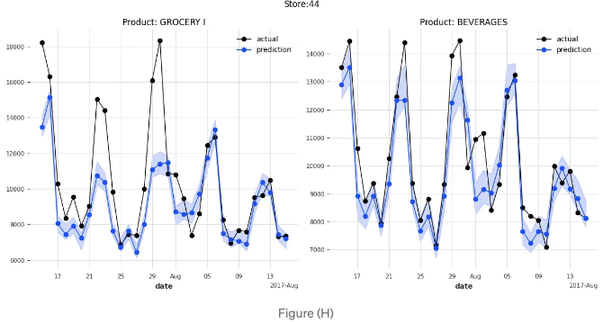 Store:44
Product: GROCERY I
actual
prediction
18000
16000
14000
12000
10000
8000
6000
17 21 25 29 Aug 05 09 13
date
2017-Aug
Product: BEVERAGES
actual
prediction
14000
13000
12000
11000
10000
9000
8000
7000
17 21 25 29 Aug 05 09 13
date
2017-Aug
Figure (H)